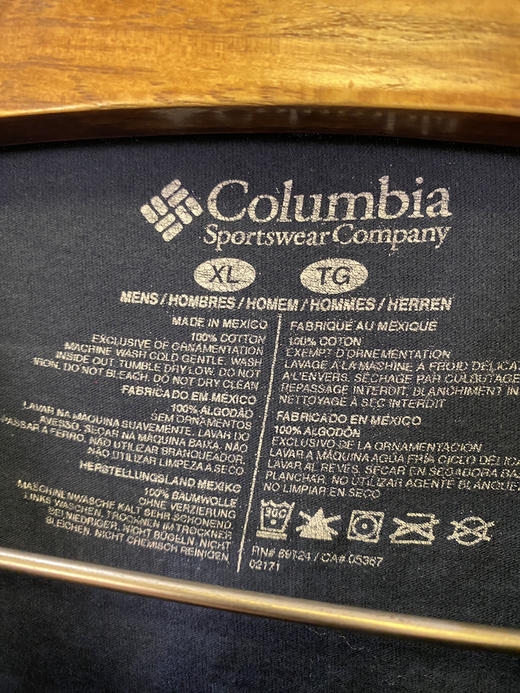 Columbia
Sportswear Company
XL TG
MENS / HOMBRES / HOMEM / HOMMES / HERREN
MADE IN MEXICO
100% COTTON
EXCLUSIVE OF ORNAMENTATION
MACHINE WASH COLD GENTLE. WASH
INSIDE OUT. TUMBLE DRY LOW. DO NOT
IRON. DO NOT BLEACH. DO NOT DRY CLEAN
FABRICADO EM MÉXICO
100% ALGODÃO
SEM ORNAMENTOS
LAVAR NA MÁQUINA SUAVEMENTE. LAVAR DO
AVESSO, SECAR NA MÁQUINA BAIXA. NÃO
PASSAR A FERRO. NÃO UTILIZAR BRANQUEADOR
NÃO UTILIZAR LIMPEZA A SECO
HERSTELLUNGSLAND MEXIKO
100% BAUMWOLLE
OHNE VERZIERUNG
MASCHINENWÄSCHE KALT SEHR SCHONEND
LINKS WASCHEN, TROCKNEN IM TROCKNER
BEI NIEDRIGER, NICHT BÜGELN. NICHT
BLEICHEN. NICHT CHEMISCH REINIGEN
FABRIQUÉ AU MEXIQUE
100% COTON
EXEMPT D'ORNEMENTATION
LAVAGE À LA MACHINE À FROID DÉLICAT
À L'ENVERS. SÉCHAGE PAR CULBUTAGE
REPASSAGE INTERDIT. BLANCHIMENT IN
NETTOYAGE À SEC INTERDIT
FABRICADO EN MÉXICO
100% ALGODÓN
EXCLUSIVO DE LA ORNAMENTACIÓN
LAVAR A MÁQUINA AGUA FRÍA CICLO DELICA
LAVAR AL REVÉS. SECAR EN SECADORA BA
PLANCHAR. NO UTILIZAR AGENTE BLANQUE
NO LIMPIAR EN SECO
30C
RN# 69724 / CA# 05367
02171